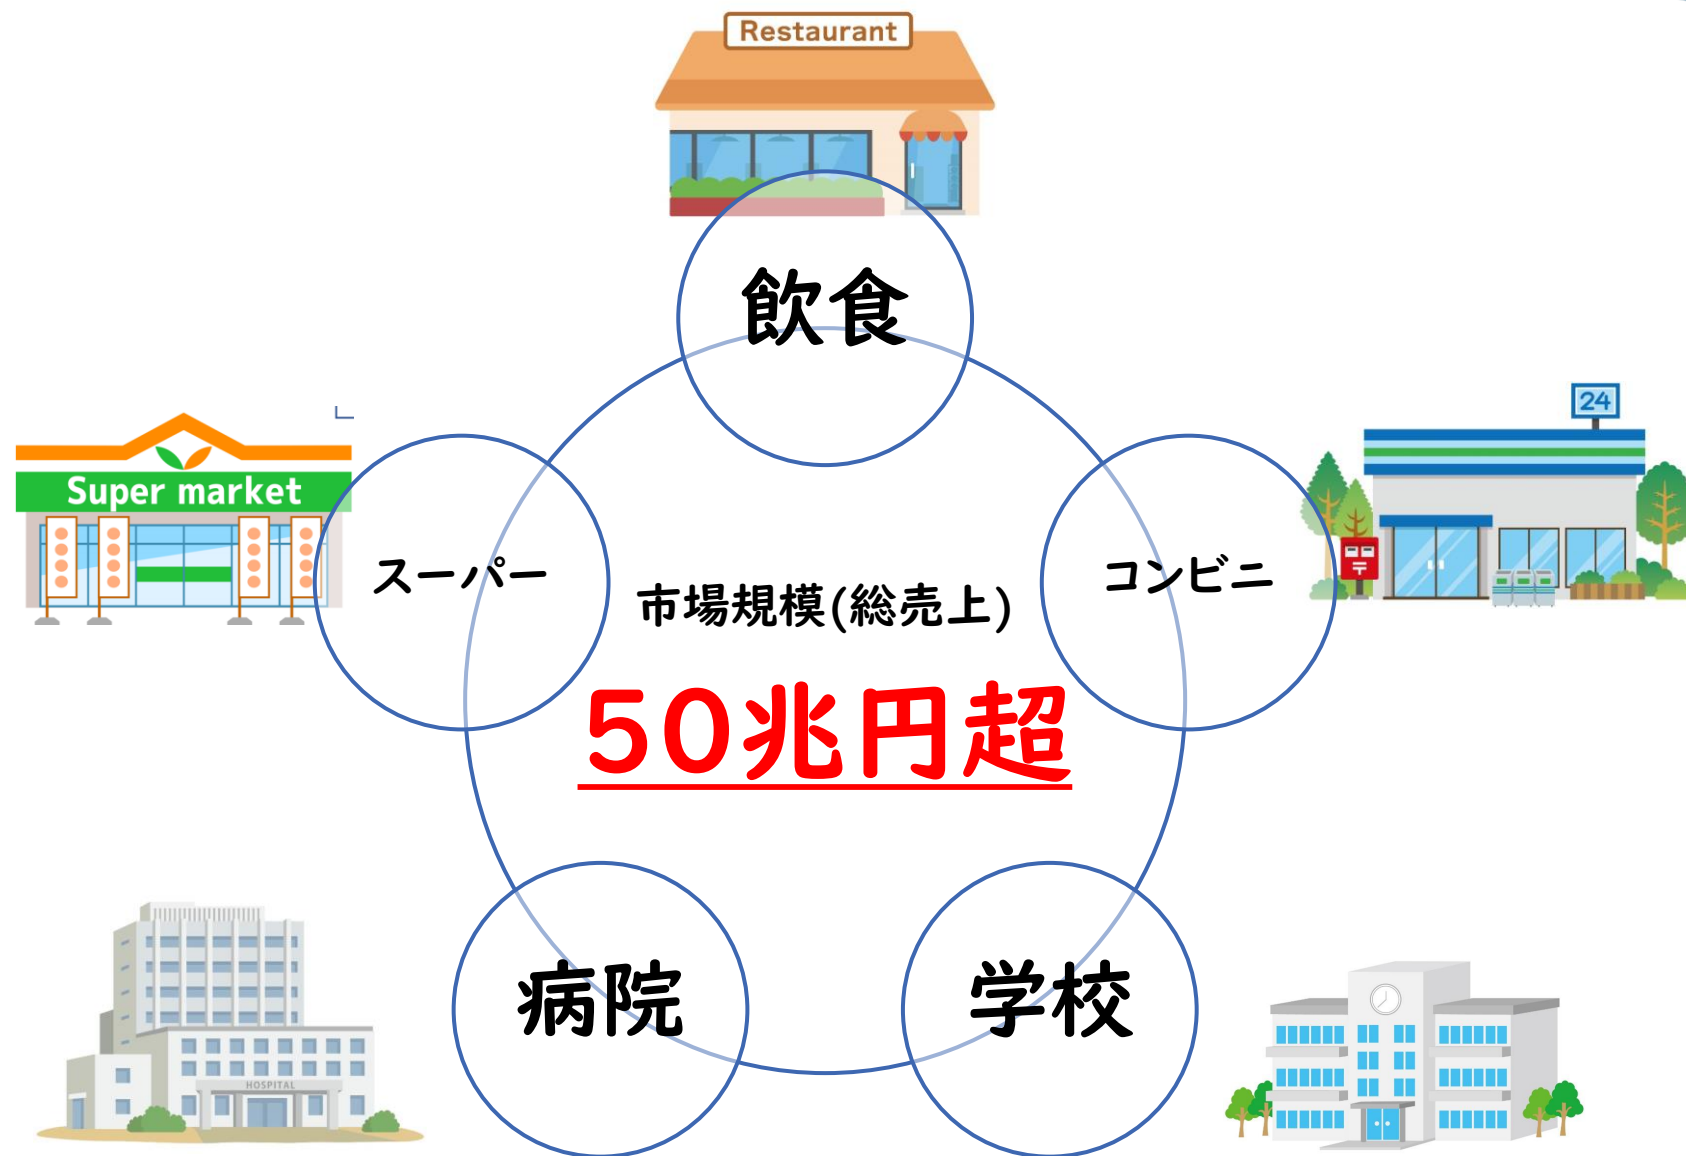 Restaurant
飲食
24
Super market
スーパー
コンビニ
〒
市場規模(総売上)
50兆円超
病院
学校
HOSPITAL